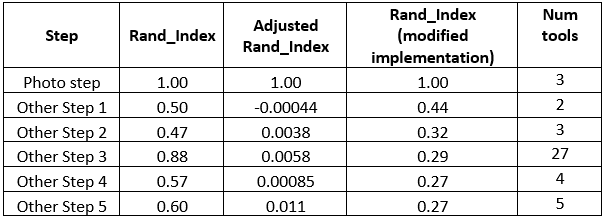 Step Rand_Index Adjusted Rand_Index Rand_Index (modified implementation) Num tools
Photo step 1.00 1.00 1.00 3
Other Step 1 0.50 -0.00044 0.44 2
Other Step 2 0.47 0.0038 0.32 3
Other Step 3 0.88 0.0058 0.29 27
Other Step 4 0.57 0.00085 0.27 4
Other Step 5 0.60 0.011 0.27 5